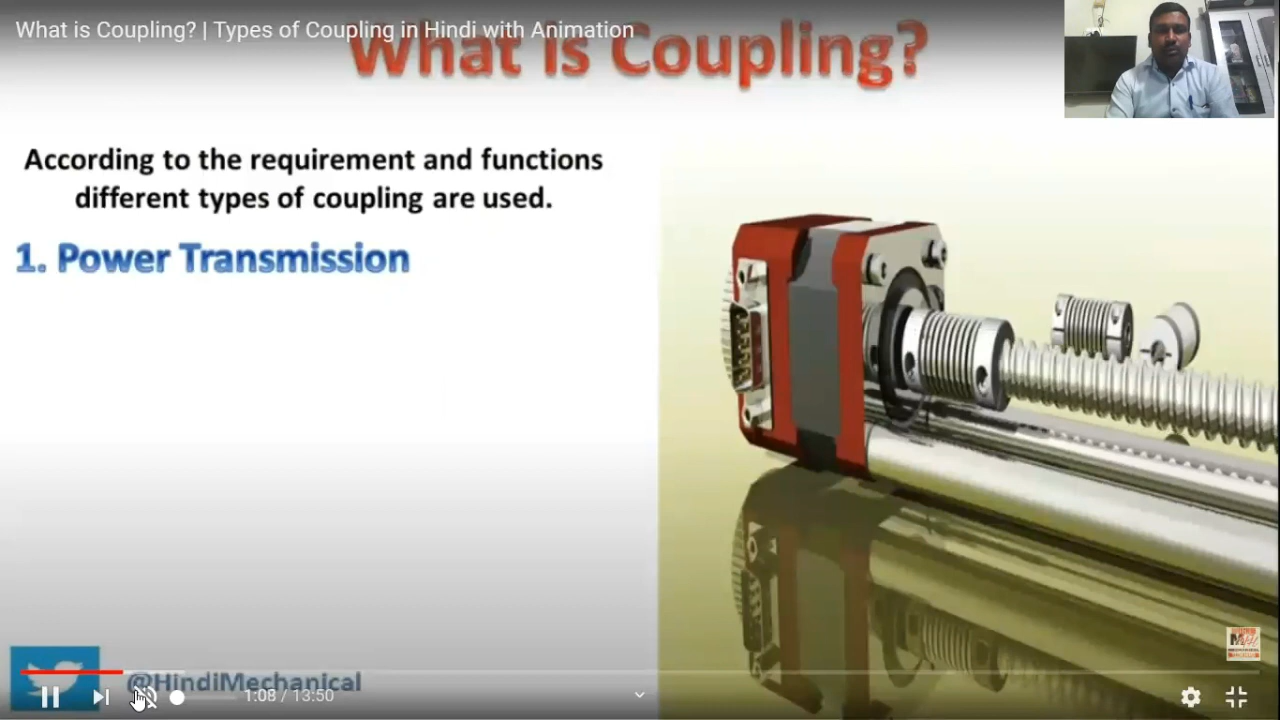 What is Coupling? | Types of Coupling in Hindi with Animation
What is Coupling?
According to the requirement and functions
different types of coupling are used.
1. Power Transmission
@HindiMechanical
1:08 / 13:50